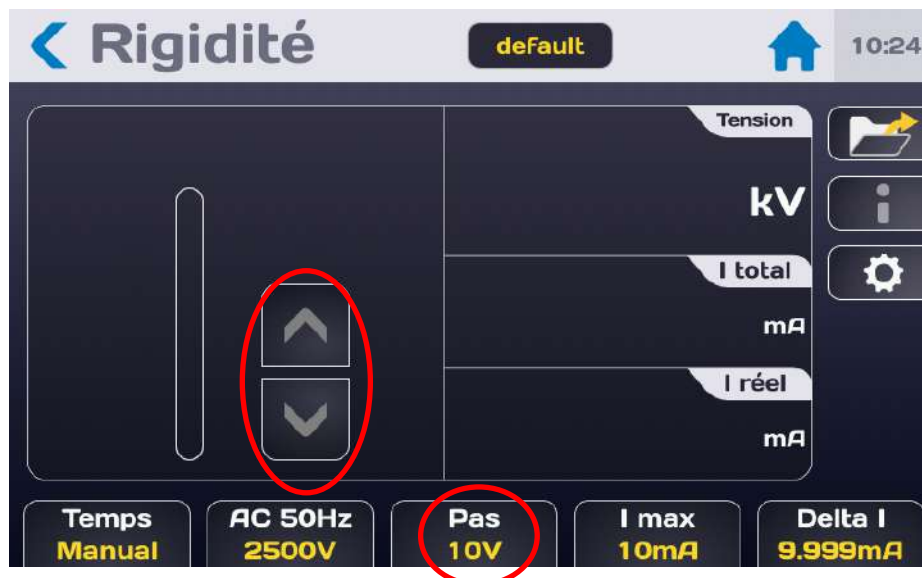 Rigidité
default
10:24
Tension
kV
I total
mA
I réel
mA
Temps
Manual
AC 50Hz
2500V
Pas
10V
I max
10mA
Delta I
9.999mA